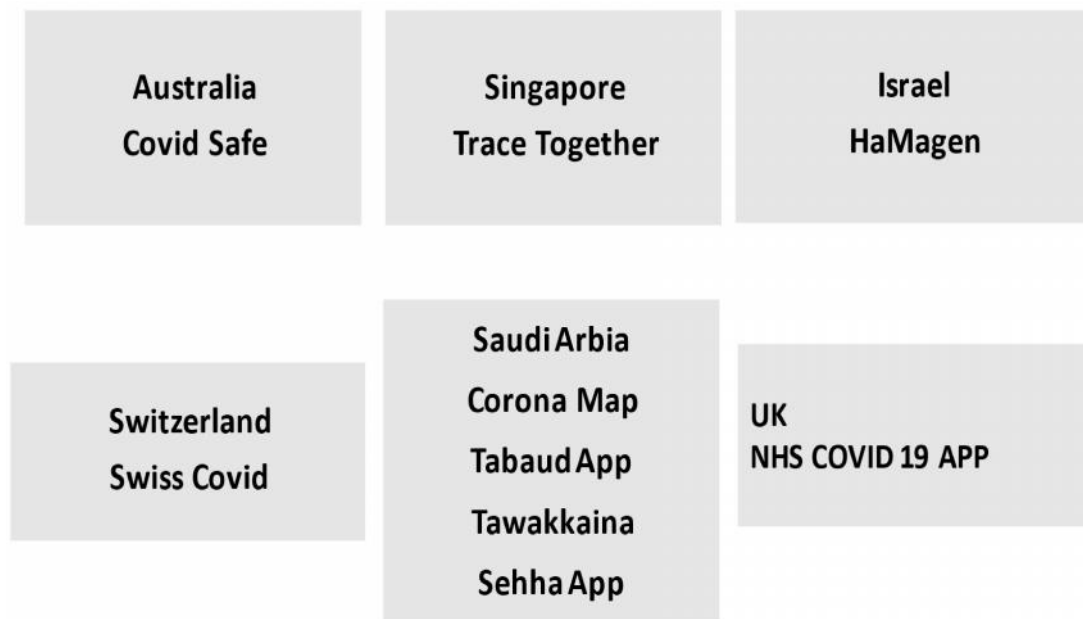 Australia
Covid Safe
Singapore
Trace Together
Israel
HaMagen
Switzerland
Swiss Covid
Saudi Arbia
Corona Map
Tabaud App
Tawakkaina
Sehha App
UK
NHS COVID 19 APP